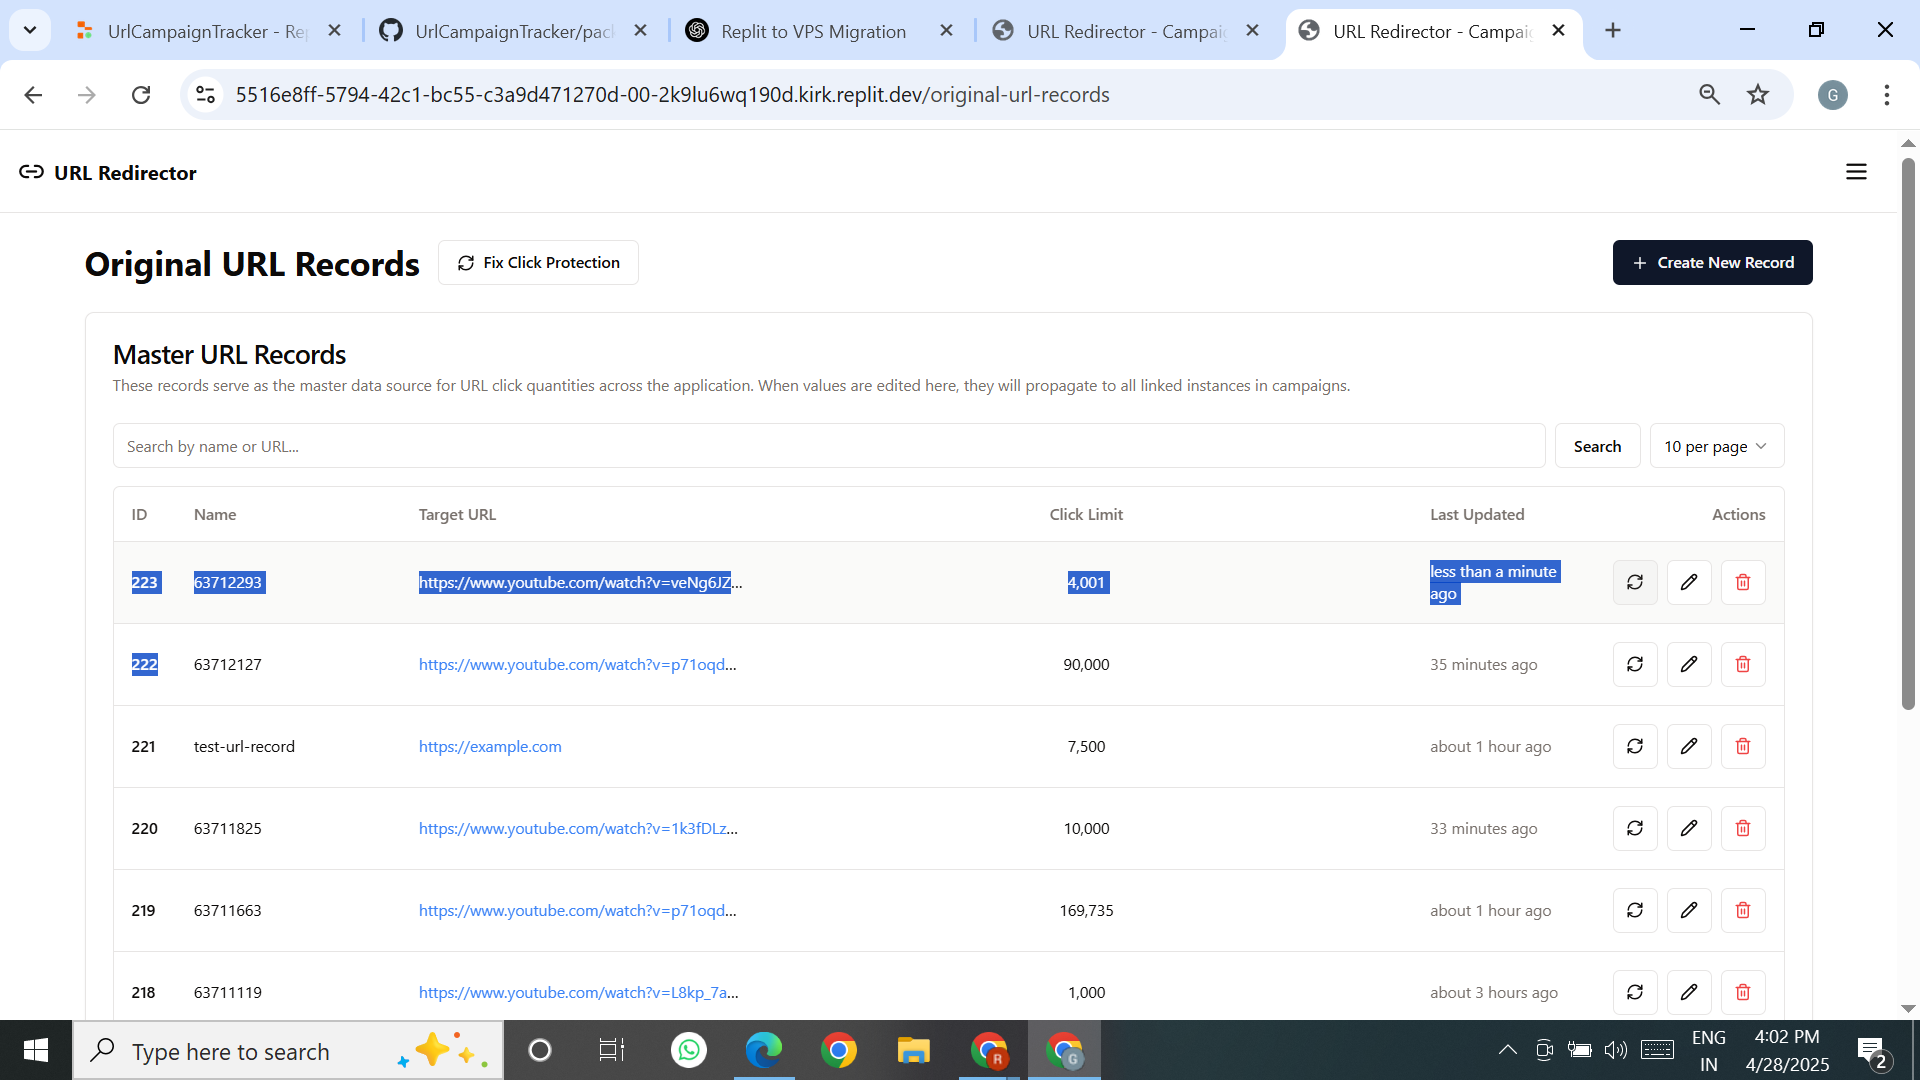 UrlCampaignTracker - Re
UrlCampaignTracker/pac
Replit to VPS Migration
URL Redirector - Campai
URL Redirector - Campai
5516e8ff-5794-42c1-bc55-c3a9d471270d-00-2k9lu6wq190d.kirk.replit.dev/original-url-records
G
URL Redirector
Original URL Records
Fix Click Protection
+ Create New Record
Master URL Records
These records serve as the master data source for URL click quantities across the application. When values are edited here, they will propagate to all linked instances in campaigns.
Search by name or URL...
Search
10 per page
ID Name Target URL Click Limit Last Updated Actions
223 63712293 https://www.youtube.com/watch?v=veNg6JZ... 4,001 less than a minute ago
222 63712127 https://www.youtube.com/watch?v=p71oqd... 90,000 35 minutes ago
221 test-url-record https://example.com 7,500 about 1 hour ago
220 63711825 https://www.youtube.com/watch?v=1k3fDLz... 10,000 33 minutes ago
219 63711663 https://www.youtube.com/watch?v=p71oqd... 169,735 about 1 hour ago
218 63711119 https://www.youtube.com/watch?v=L8kp_7a... 1,000 about 3 hours ago
Type here to search
R
G
ENG
IN
4:02 PM
4/28/2025
2